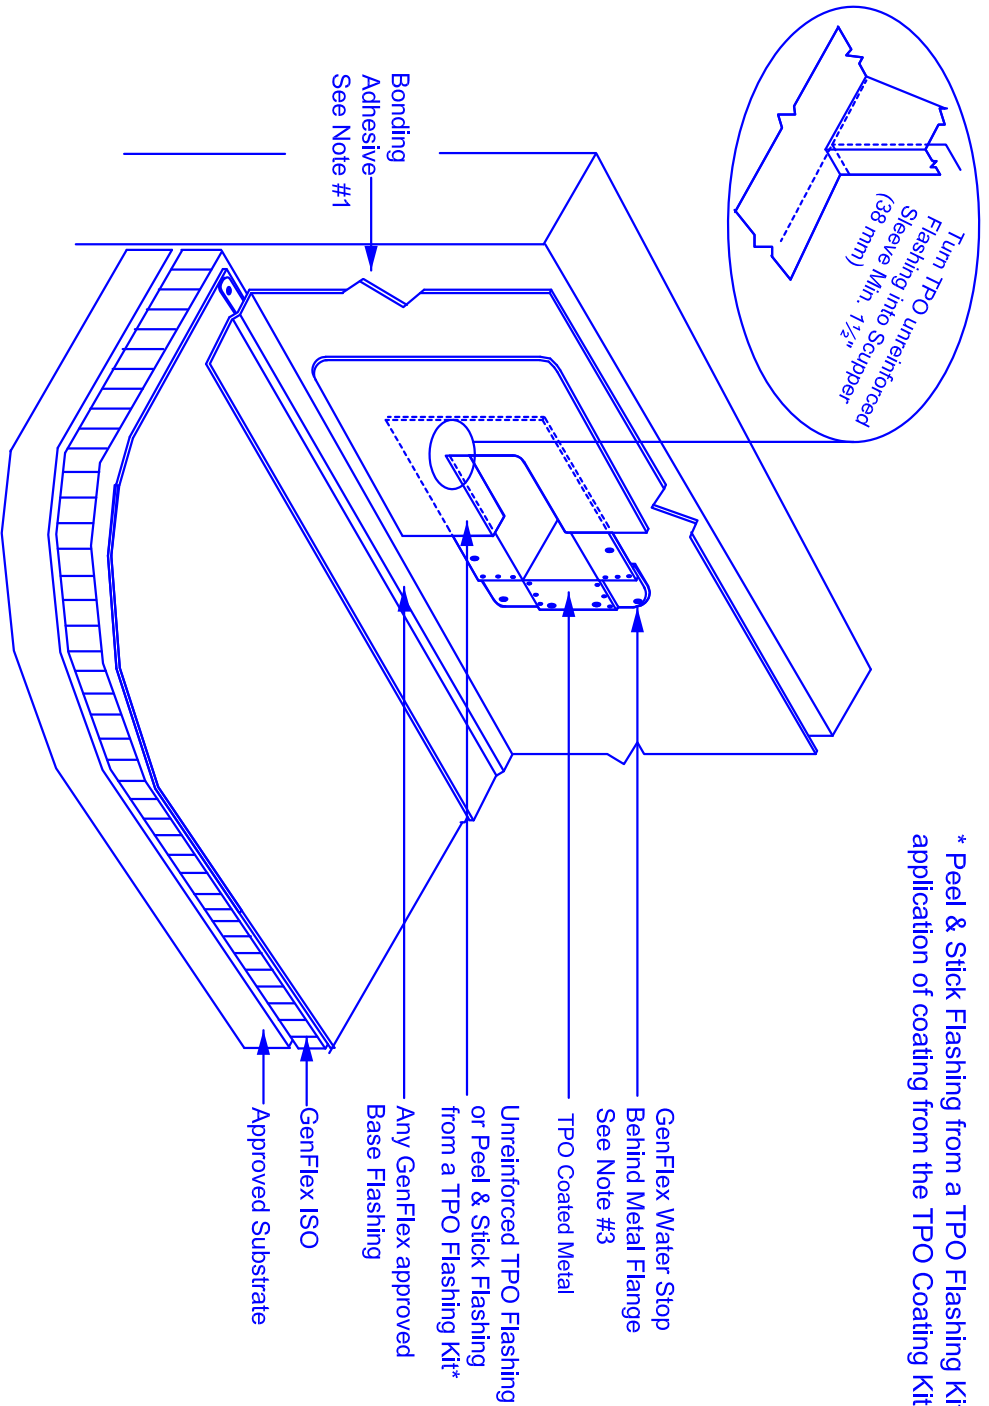 Turn TPO unreinforced
Flashing into Scupper
Sleeve Min. 1½"
(38 mm)
* Peel & Stick Flashing from a TPO Flashing Ki
application of coating from the TPO Coating Kit
Bonding
Adhesive
See Note #1
GenFlex Water Stop
Behind Metal Flange
See Note #3
TPO Coated Metal
Unreinforced TPO Flashing
or Peel & Stick Flashing
from a TPO Flashing Kit*
Any GenFlex approved
Base Flashing
GenFlex ISO
Approved Substrate